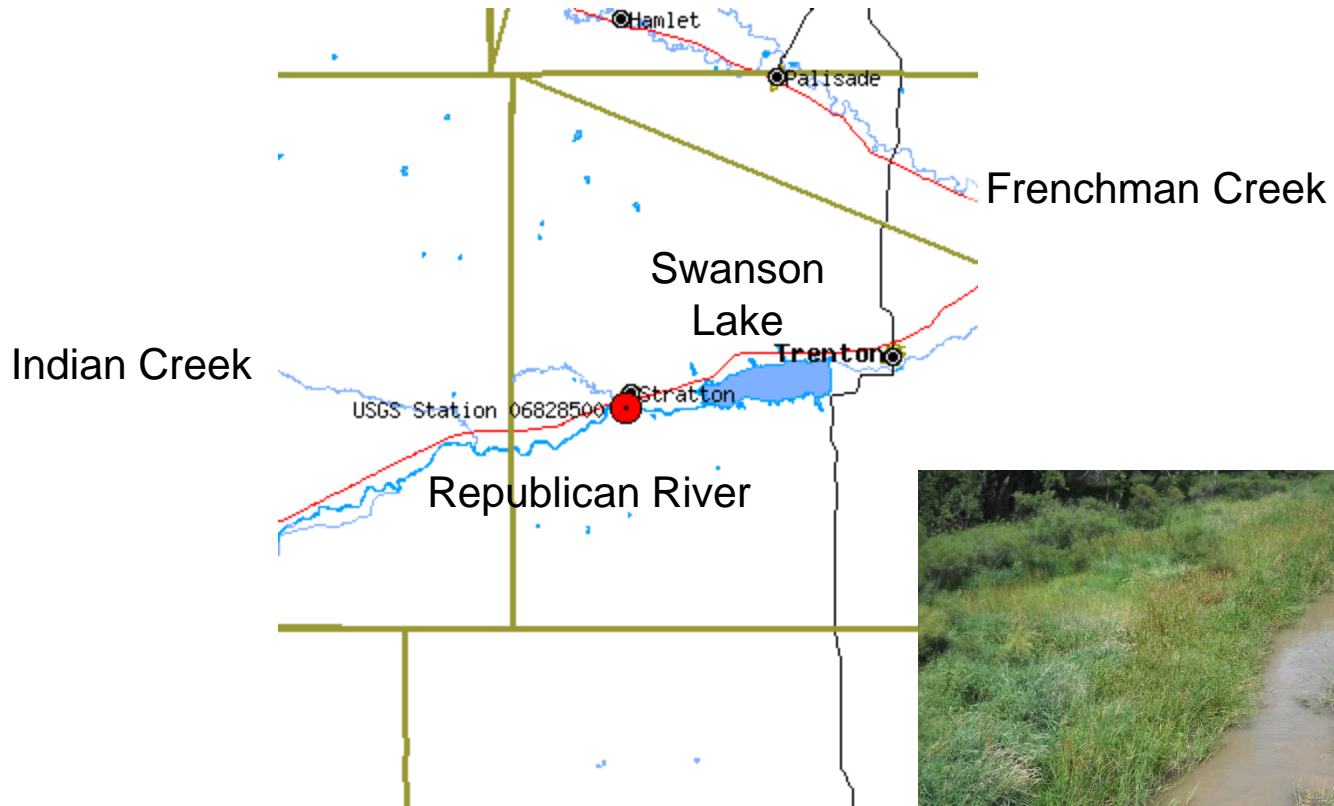 Hamlet
Palisade
Frenchman Creek
Swanson
Lake
Trenton
Indian Creek
Stratton
USGS Station 06828500
Republican River